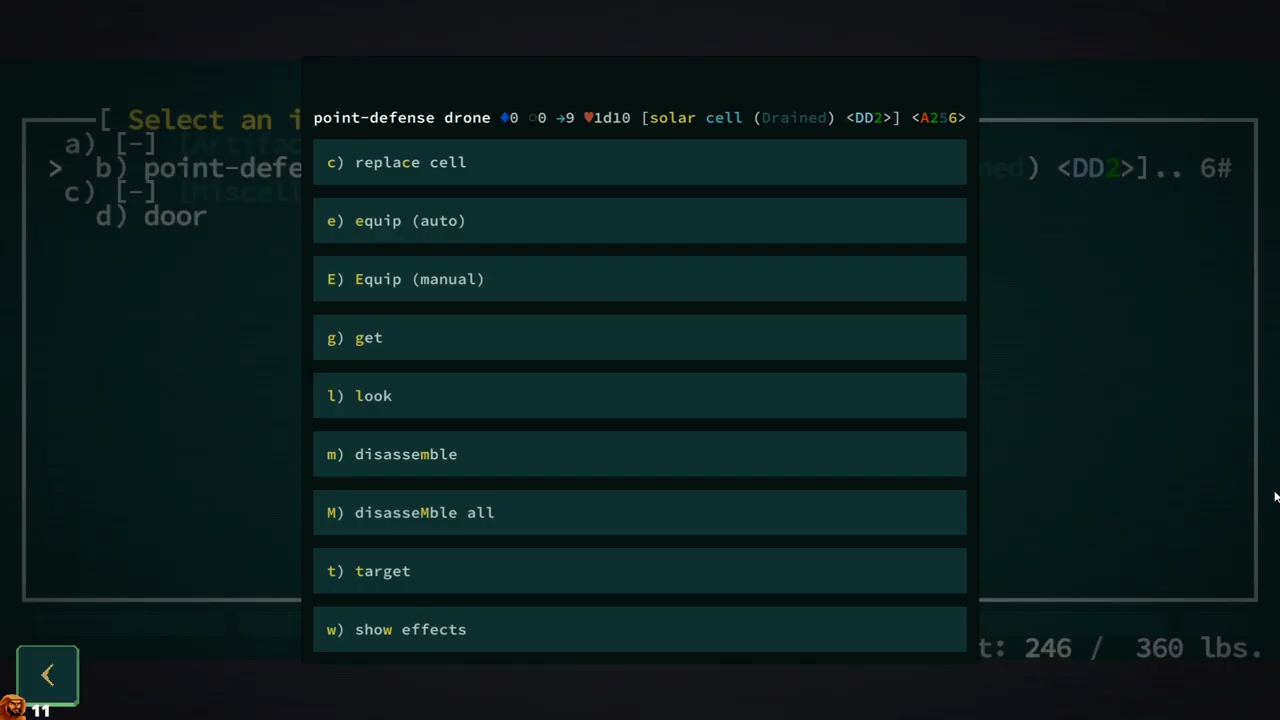 [ Select an i
a) [-] [Artifac
> b) point-defe
ned) <DD2>].. 6#
c) [-] [Miscell
d) door
point-defense drone ♦0 ○0 →9 ♥1d10 [solar cell (Drained) <DD2>] <A256>
c) replace cell
e) equip (auto)
E) Equip (manual)
g) get
l) look
m) disassemble
M) disasseMble all
t) target
w) show effects
t: 246 / 360 lbs.
11